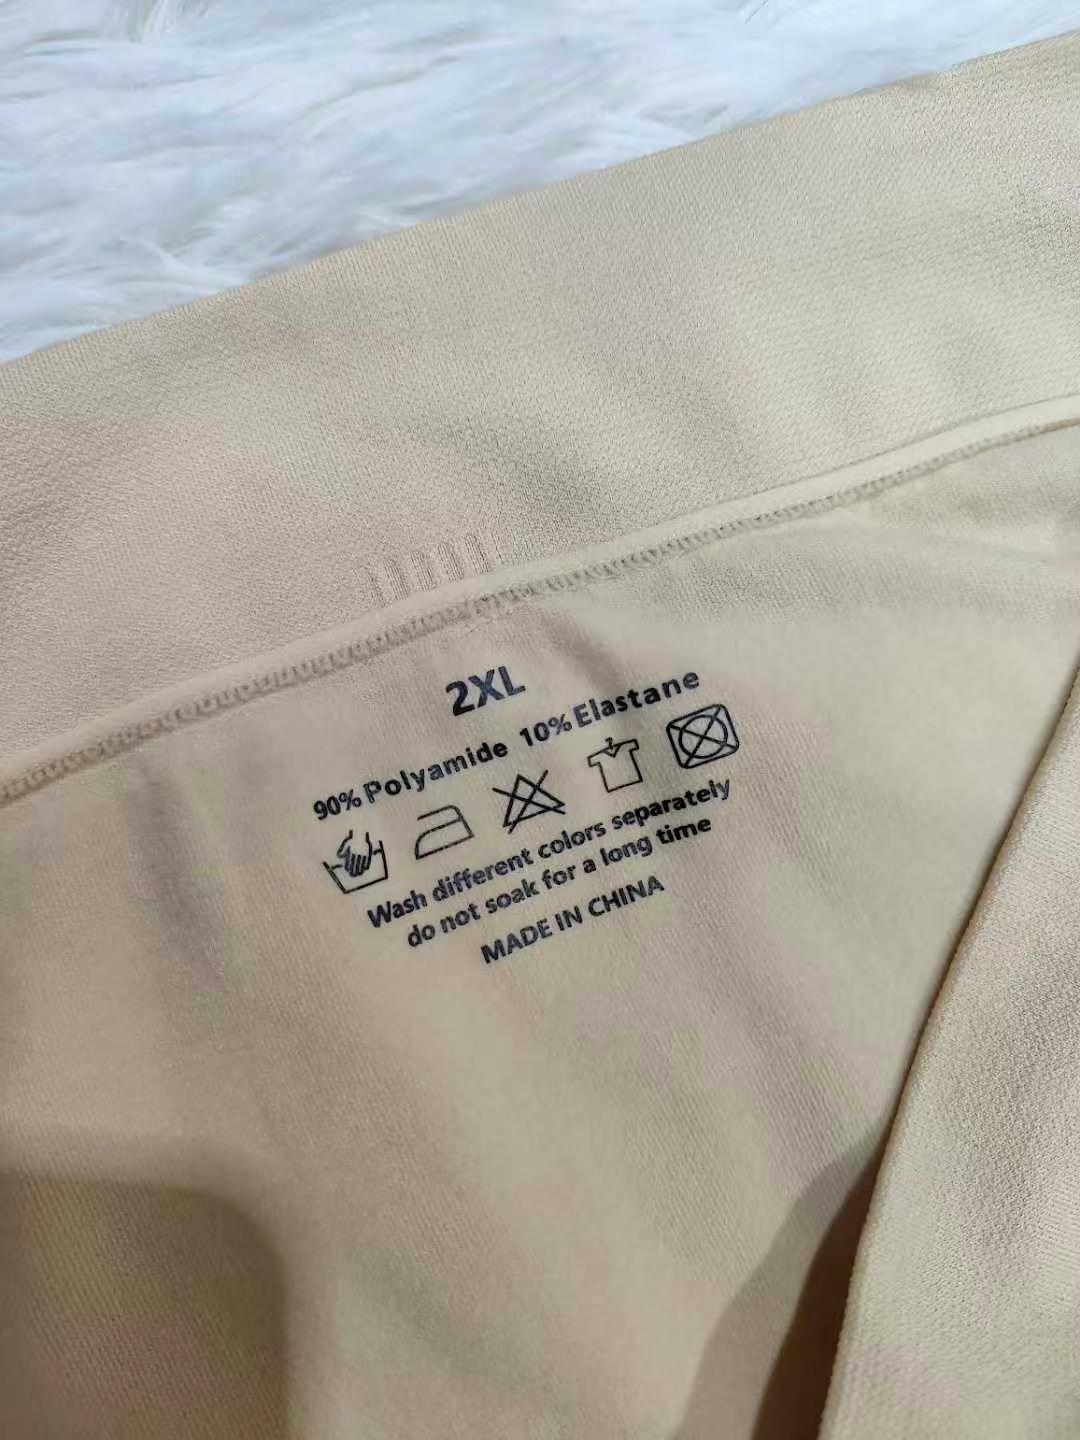 2XL
90% Polyamide 10% Elastane
Wash different colors separately
do not soak for a long time
MADE IN CHINA